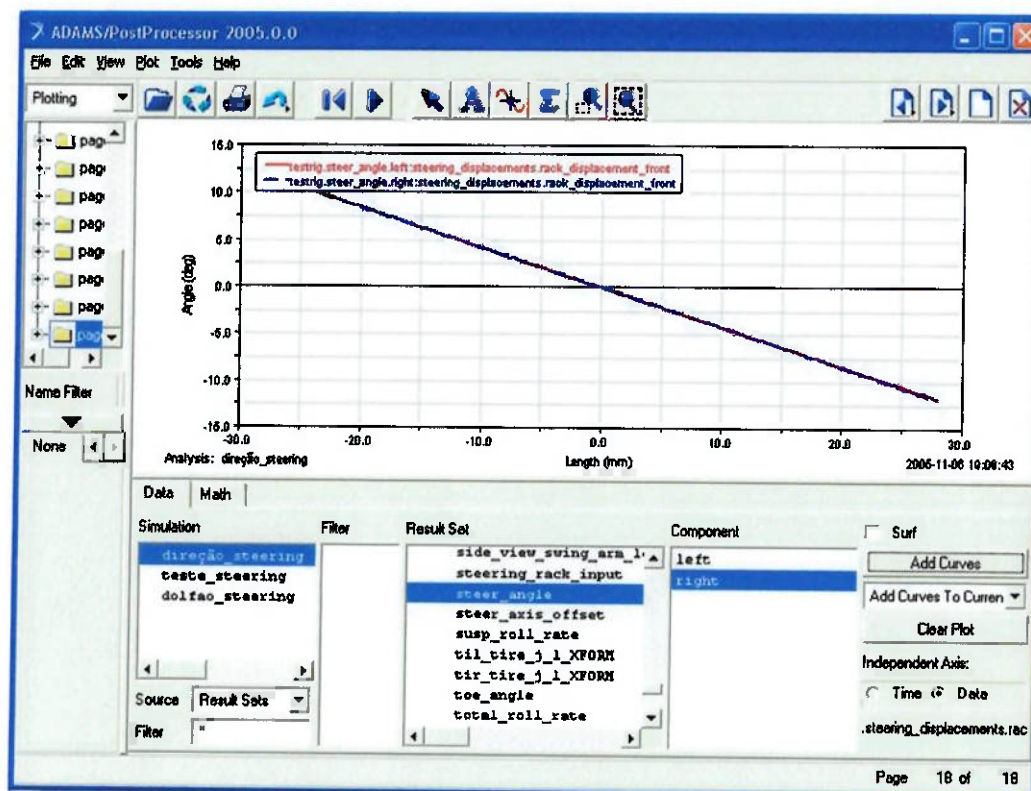 ADAMS/PostProcessor 2005.0.0
File Edit View Plot Tools Help
Plotting
page
page
page
page
page
page
page
page
Name Filter
None
15.0
10.0
5.0
0.0
-5.0
-10.0
-15.0
Angle (deg)
testrig.steer_angle.left:steering_displacements.rack_displacement_front
testrig.steer_angle.right:steering_displacements.rack_displacement_front
-30.0 -20.0 -10.0 0.0 10.0 20.0 30.0
Analysis: direção_steering Length (mm) 2005-11-06 19:08:43
Data Math
Simulation Filter Result Set Component Surf
direção_steering
teste_steering
dolfao_steering
Source Result Sets
Filter *
side_view_swing_arm_l
steering_rack_input
steer_angle
steer_axis_offset
susp_roll_rate
til_tire_j_l_XFORM
tir_tire_j_l_XFORM
toe_angle
total_roll_rate
left
right
Add Curves
Add Curves To Curren
Clear Plot
Independent Axis:
Time Data
.steering_displacements.rac
Page 18 of 18